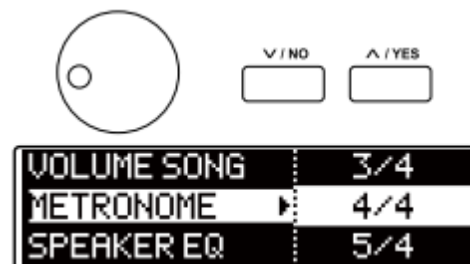 ∨ / NO ∧ / YES
VOLUME SONG 3/4
METRONOME 4/4
SPEAKER EQ 5/4